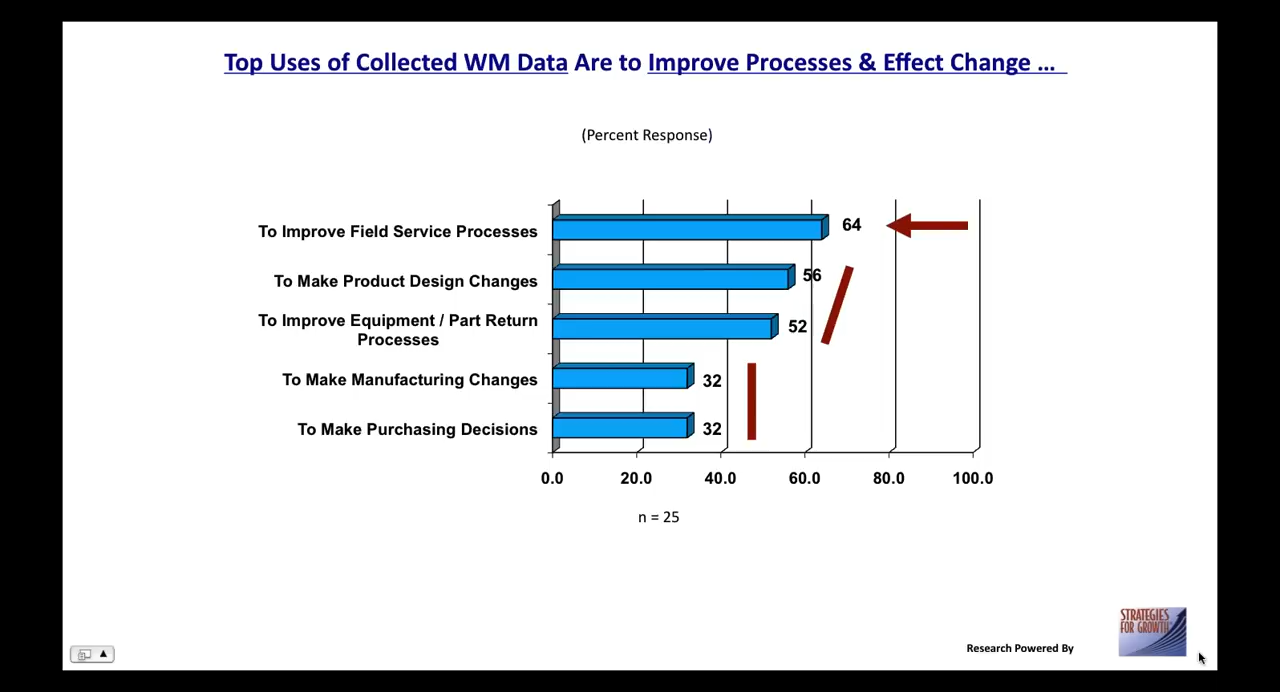 Top Uses of Collected WM Data Are to Improve Processes & Effect Change ...
(Percent Response)
To Improve Field Service Processes
64
To Make Product Design Changes
56
To Improve Equipment / Part Return
Processes
52
To Make Manufacturing Changes
32
To Make Purchasing Decisions
32
0.0 20.0 40.0 60.0 80.0 100.0
n = 25
Research Powered By
STRATEGIES
FOR GROWTH